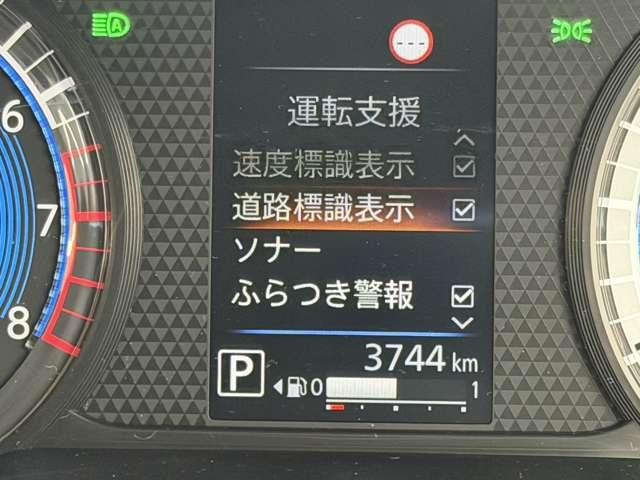 A
---
運転支援
速度標識表示
道路標識表示
ソナー
ふらつき警報
6
7
8
3744 km
P
0 1